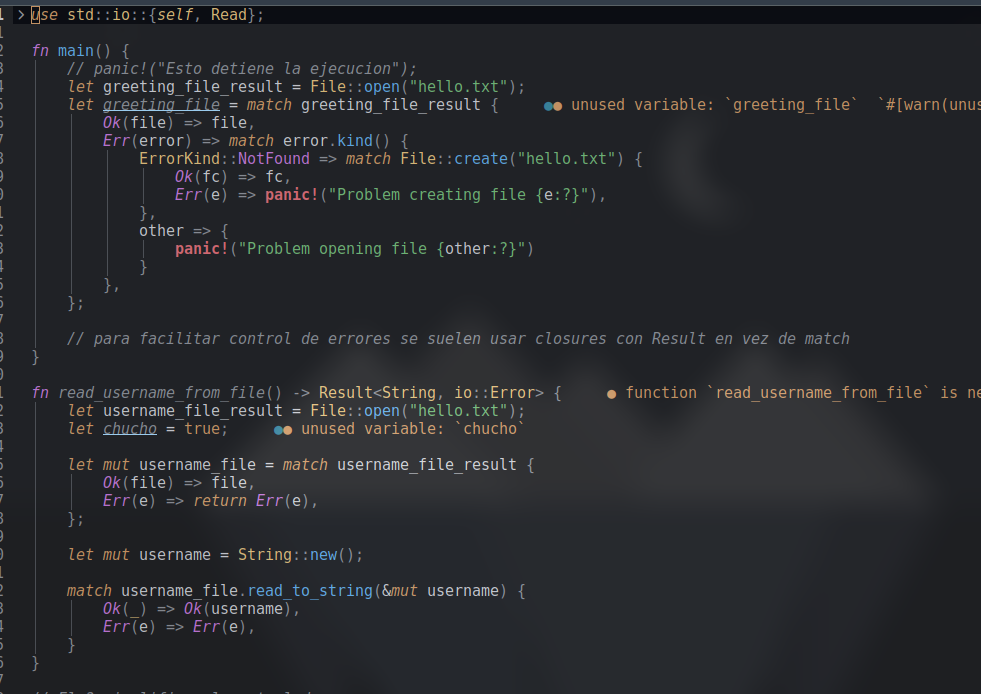 use std::io::{self, Read};
fn main() {
// panic!("Esto detiene la ejecucion");
let greeting_file_result = File::open("hello.txt");
let greeting_file = match greeting_file_result { unused variable: `greeting_file` `#[warn(unus
Ok(file) => file,
Err(error) => match error.kind() {
ErrorKind::NotFound => match File::create("hello.txt") {
Ok(fc) => fc,
Err(e) => panic!("Problem creating file {e:?}"),
},
other => {
panic!("Problem opening file {other:?}")
}
},
};
// para facilitar control de errores se suelen usar closures con Result en vez de match
}
fn read_username_from_file() -> Result<String, io::Error> { function `read_username_from_file` is ne
let username_file_result = File::open("hello.txt");
let chucho = true; unused variable: `chucho`
let mut username_file = match username_file_result {
Ok(file) => file,
Err(e) => return Err(e),
};
let mut username = String::new();
match username_file.read_to_string(&mut username) {
Ok(_) => Ok(username),
Err(e) => Err(e),
}
}